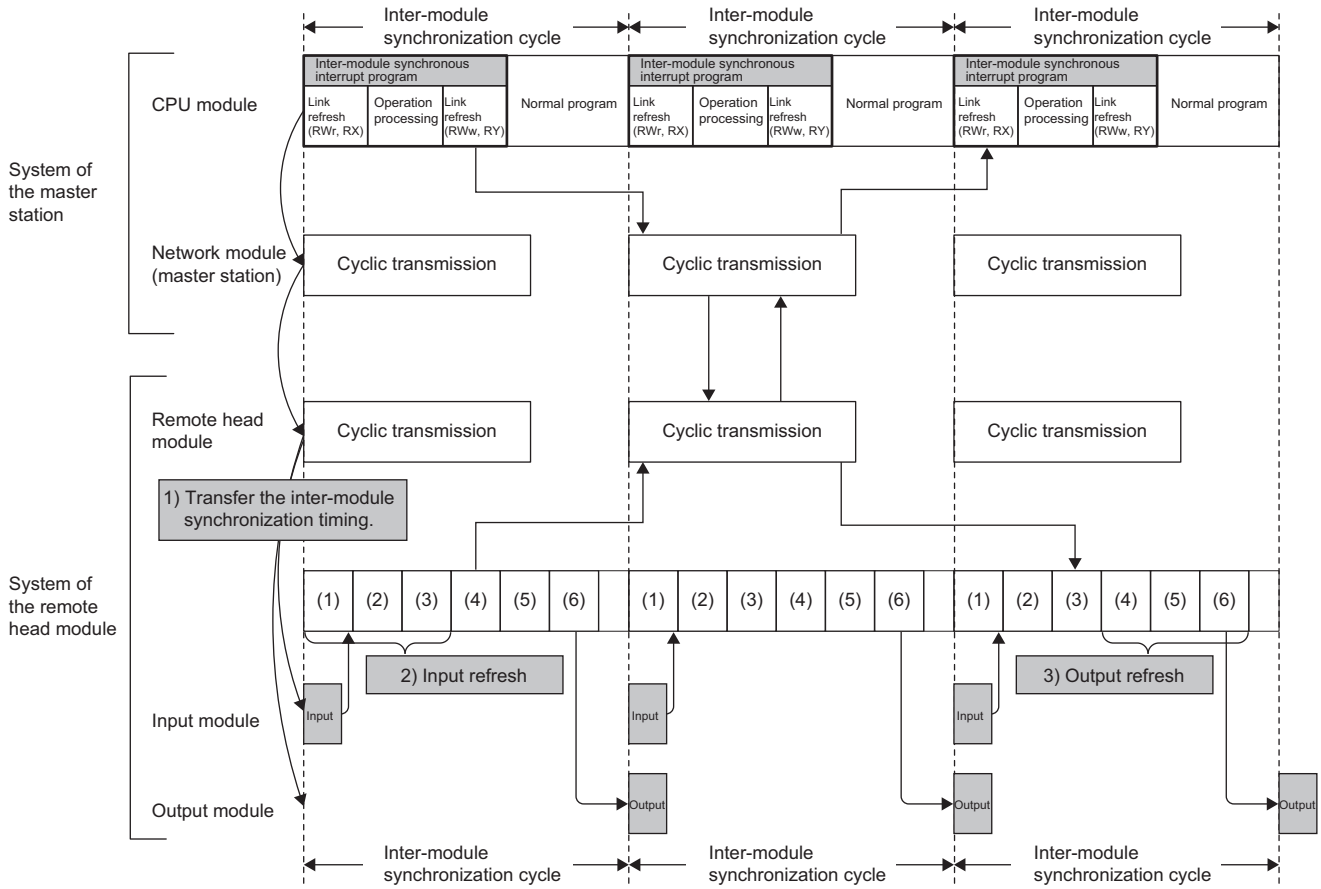 Inter-module
synchronization cycle
Inter-module
synchronization cycle
Inter-module
synchronization cycle
System of
the master
station
CPU module
Inter-module synchronous
interrupt program
Link
refresh
(RWr, RX)
Operation
processing
Link
refresh
(RWw, RY)
Normal program
Inter-module synchronous
interrupt program
Link
refresh
(RWr, RX)
Operation
processing
Link
refresh
(RWw, RY)
Normal program
Inter-module synchronous
interrupt program
Link
refresh
(RWr, RX)
Operation
processing
Link
refresh
(RWw, RY)
Normal program
Network module
(master station)
Cyclic transmission
Cyclic transmission
Cyclic transmission
System of
the remote
head module
Remote head
module
Cyclic transmission
Cyclic transmission
Cyclic transmission
1) Transfer the inter-module
synchronization timing.
(1) (2) (3) (4) (5) (6)
(1) (2) (3) (4) (5) (6)
(1) (2) (3) (4) (5) (6)
2) Input refresh
3) Output refresh
Input module
Input
Input
Input
Output module
Output
Output
Output
Inter-module
synchronization cycle
Inter-module
synchronization cycle
Inter-module
synchronization cycle